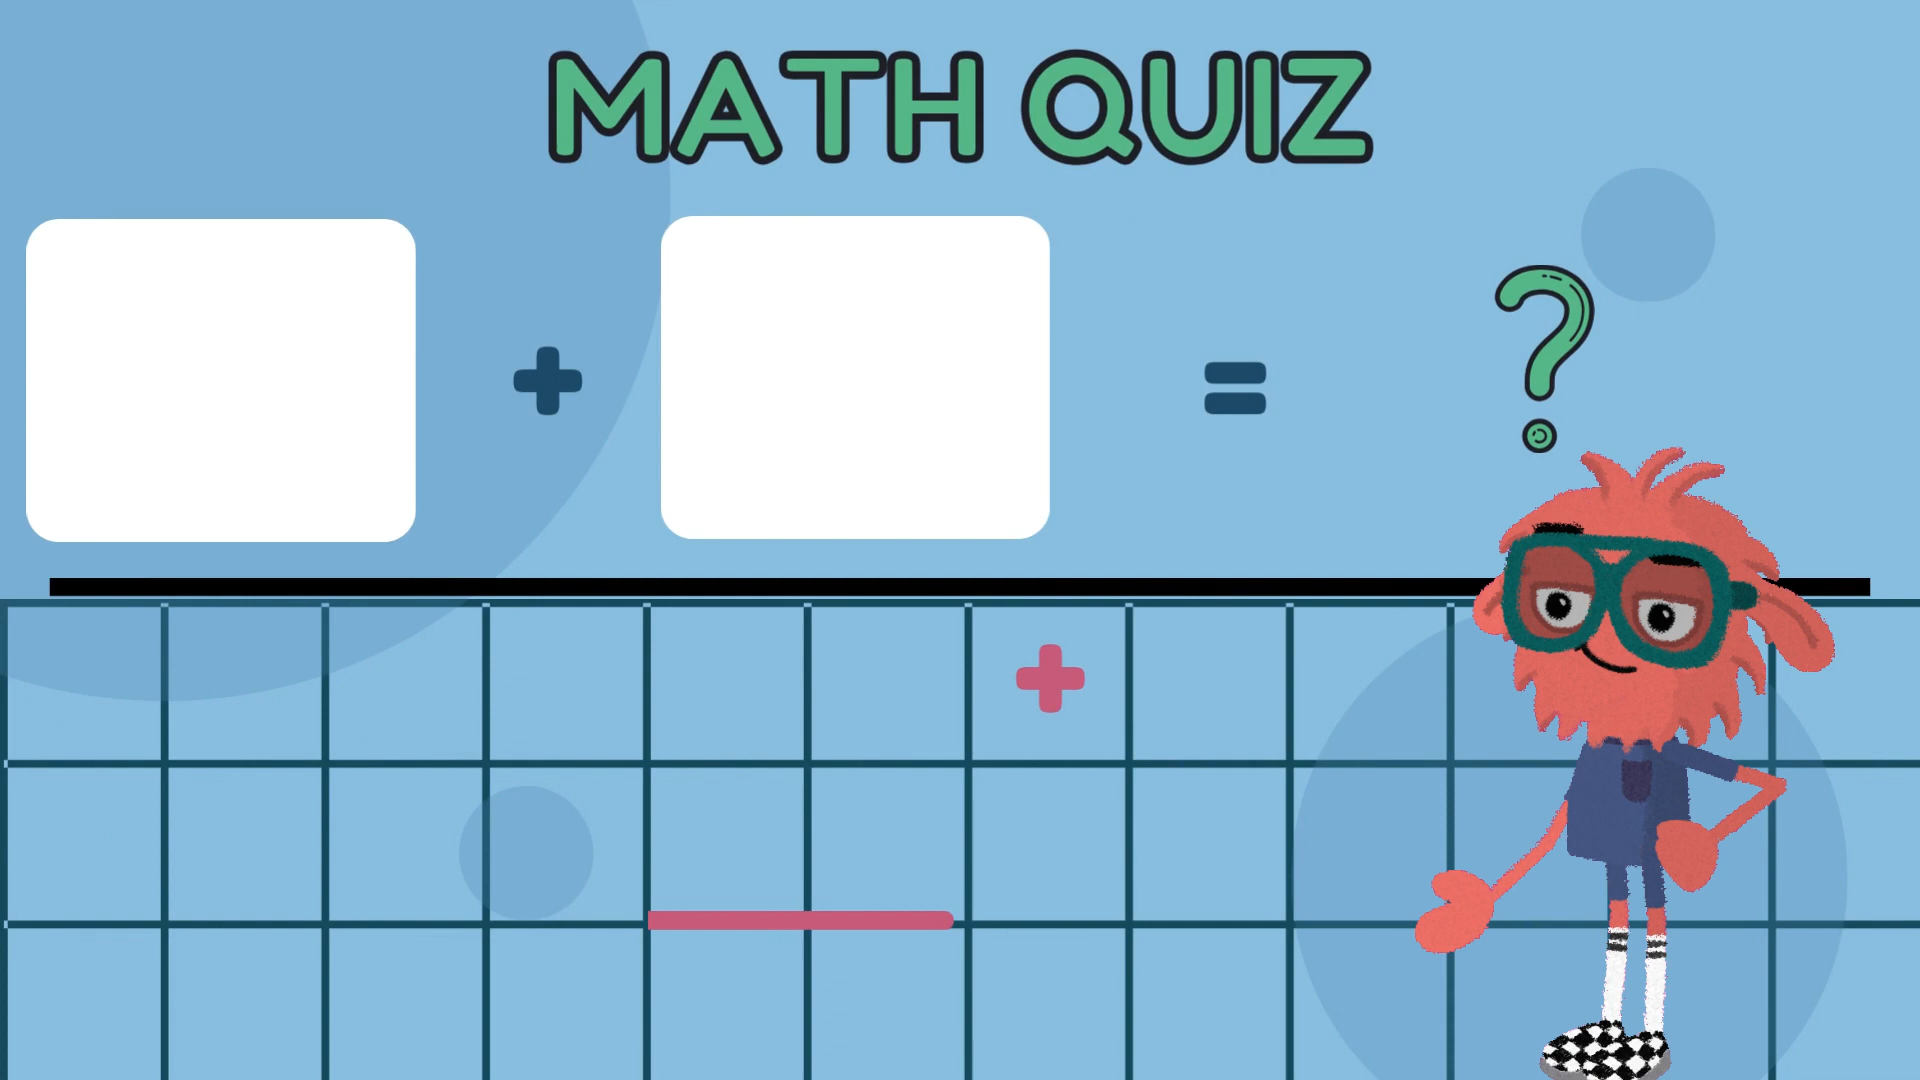 MATH QUIZ
+ = ?
+